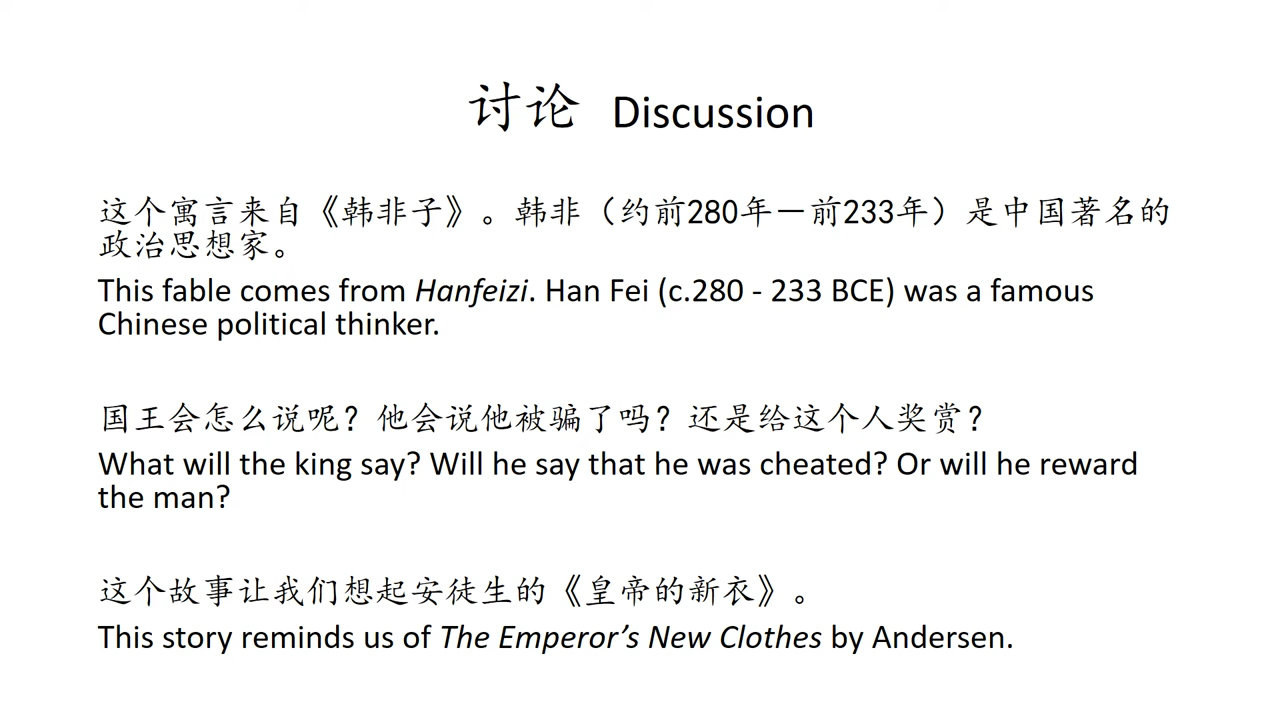 讨论 Discussion
这个寓言来自《韩非子》。韩非（约前280年—前233年）是中国著名的
政治思想家。
This fable comes from Hanfeizi. Han Fei (c.280 - 233 BCE) was a famous
Chinese political thinker.
国王会怎么说呢？他会说他被骗了吗？还是给这个人奖赏？
What will the king say? Will he say that he was cheated? Or will he reward
the man?
这个故事让我们想起安徒生的《皇帝的新衣》。
This story reminds us of The Emperor’s New Clothes by Andersen.